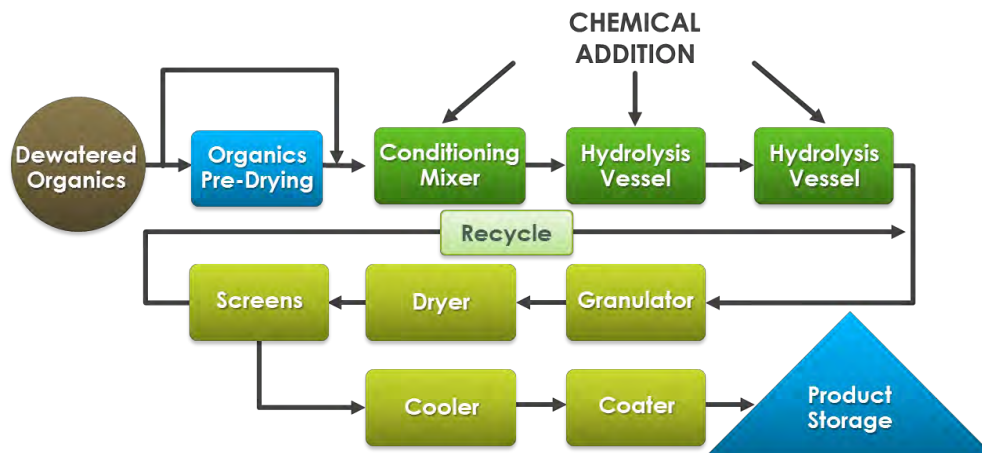 CHEMICAL
ADDITION
Dewatered
Organics
Organics
Pre-Drying
Conditioning
Mixer
Hydrolysis
Vessel
Hydrolysis
Vessel
Recycle
Screens
Dryer
Granulator
Cooler
Coater
Product
Storage